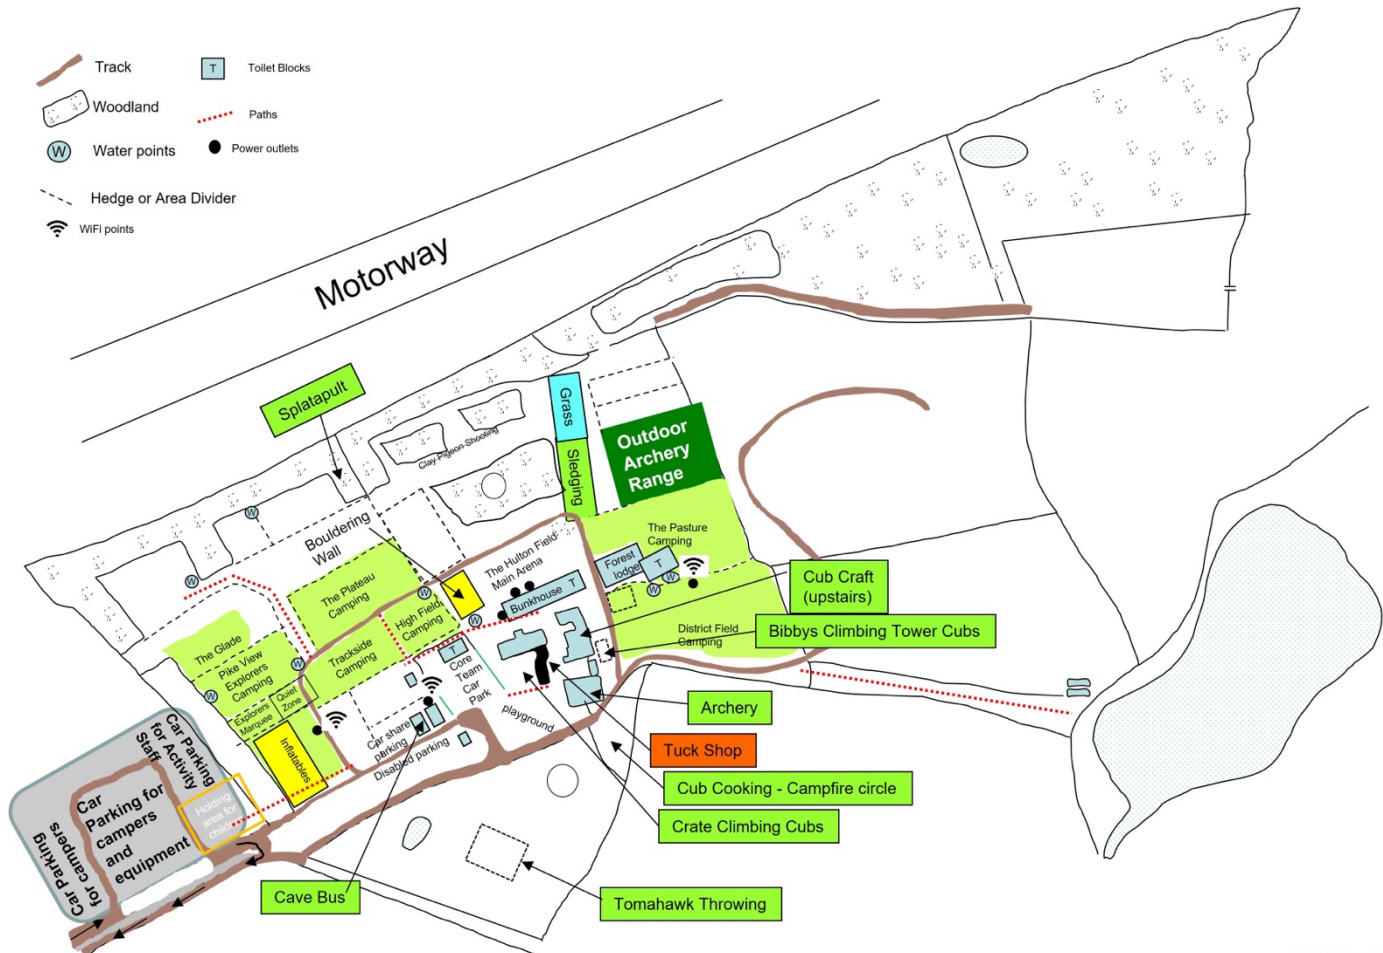 Track
T
Toilet Blocks
Woodland
Paths
W
Water points
Power outlets
Hedge or Area Divider
WiFi points
Motorway
Splatapult
Grass
Sledging
Clay Pigeon Shooting
Outdoor
Archery
Range
W
Bouldering
Wall
The Pasture
Camping
The Hulton Field
Main Arena
Forest
lodge
T
W
W
W
The Plateau
Camping
W
Bunkhouse T
High Field
Camping
W
Cub Craft
(upstairs)
Bibbys Climbing Tower Cubs
District Field
Camping
The Glade
Pike View
Explorers
Camping
W
W
Trackside
Camping
T
Core
Team
Car
Park
Quiet
Zone
Explorers
Marquee
Archery
playground
Car share
parking
Disabled parking
Inflatables
Tuck Shop
Cub Cooking - Campfire circle
Crate Climbing Cubs
Car Parking
for Activity
Staff
Holding
area for
children
Car
Parking for
campers
and
equipment
Car Parking
for campers
Cave Bus
Tomahawk Throwing